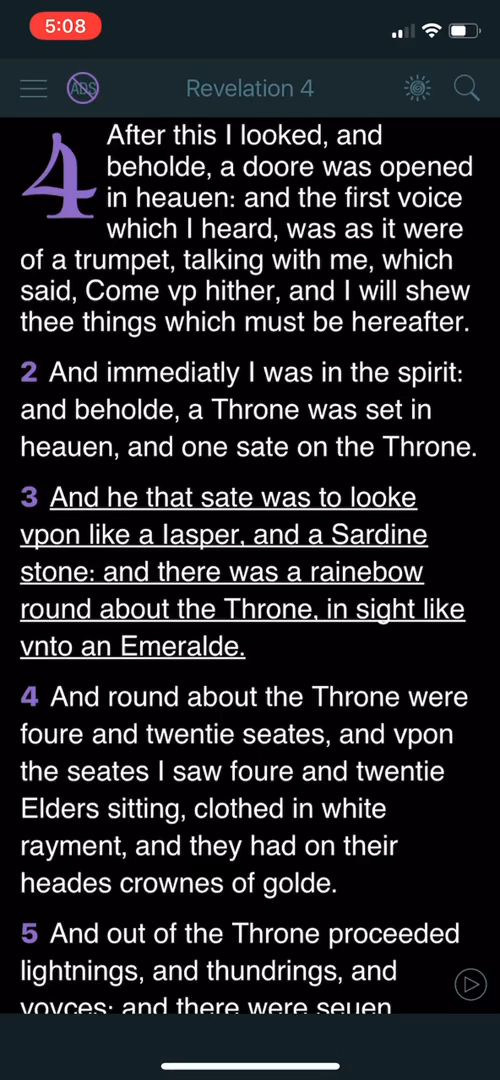 5:08
ADS
Revelation 4
4 After this I looked, and
beholde, a doore was opened
in heauen: and the first voice
which I heard, was as it were
of a trumpet, talking with me, which
said, Come vp hither, and I will shew
thee things which must be hereafter.
2 And immediatly I was in the spirit:
and beholde, a Throne was set in
heauen, and one sate on the Throne.
3 And he that sate was to looke
vpon like a Iasper, and a Sardine
stone: and there was a rainebow
round about the Throne, in sight like
vnto an Emeralde.
4 And round about the Throne were
foure and twentie seates, and vpon
the seates I saw foure and twentie
Elders sitting, clothed in white
rayment, and they had on their
heades crownes of golde.
5 And out of the Throne proceeded
lightnings, and thundrings, and
voyces: and there were seuen